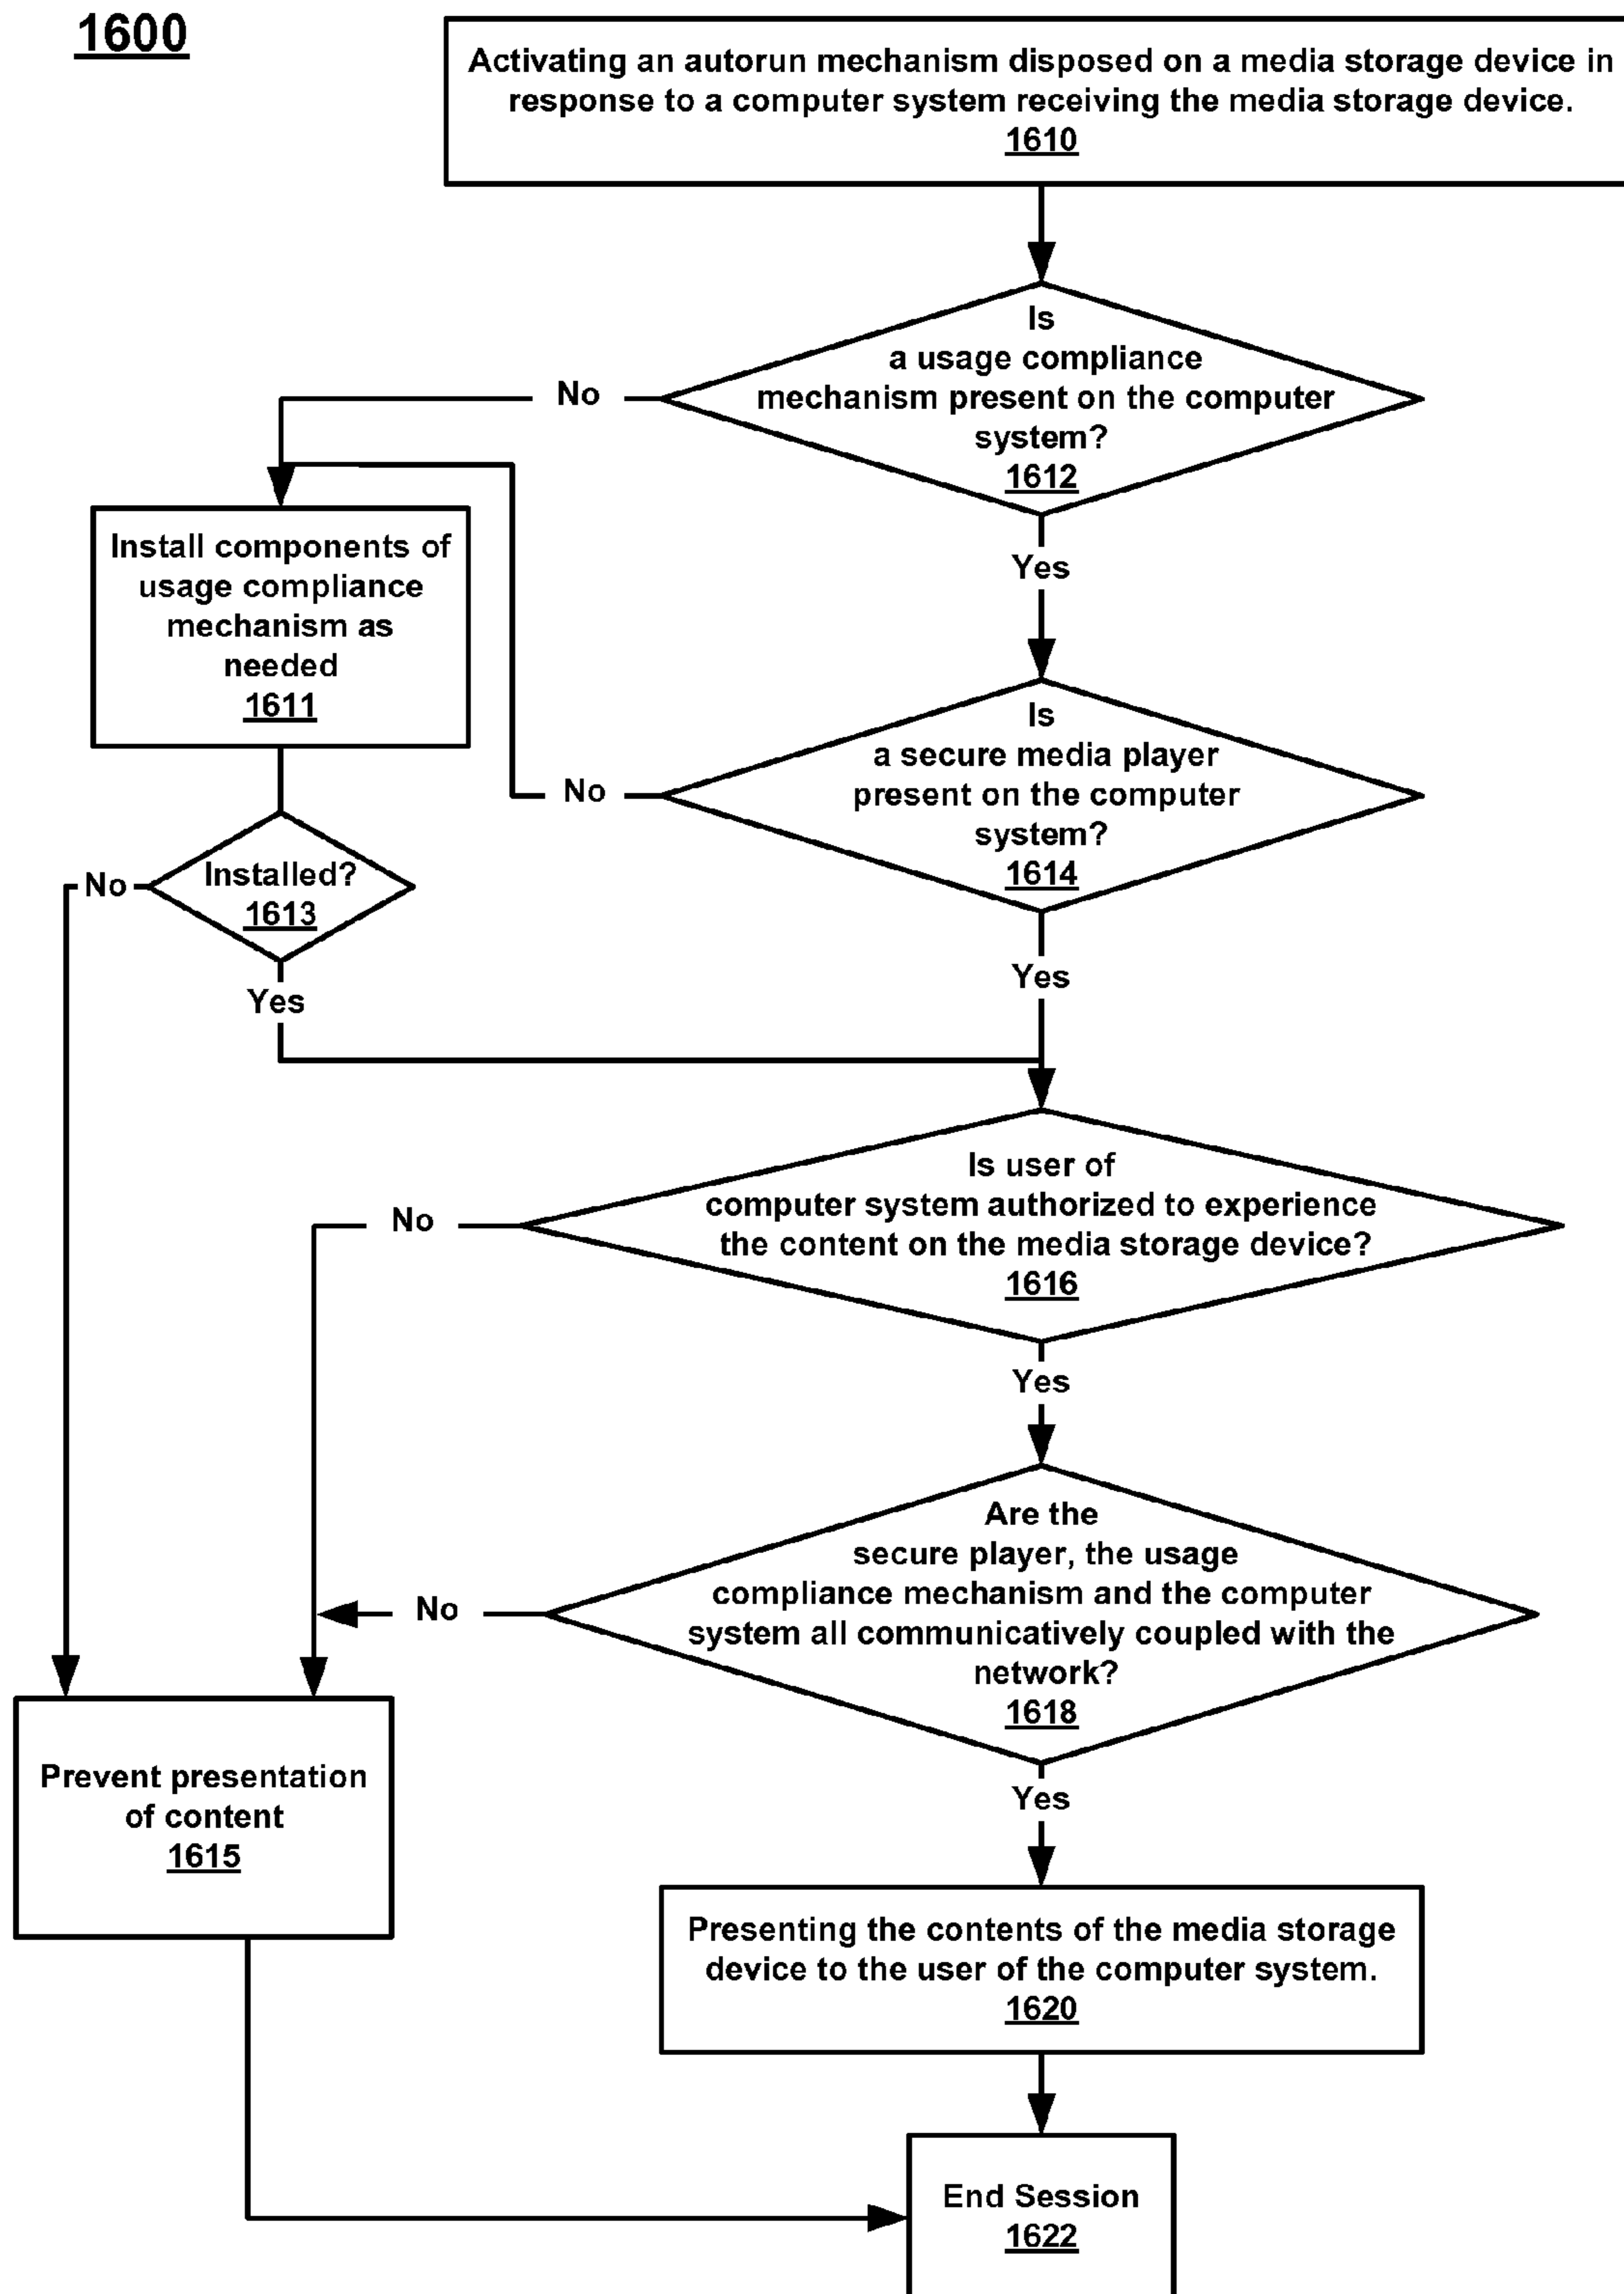 1600
Activating an autorun mechanism disposed on a media storage device in
response to a computer system receiving the media storage device.
1610
Is
a usage compliance
mechanism present on the computer
system?
1612
No
Yes
Install components of
usage compliance
mechanism as
needed
1611
Is
a secure media player
present on the computer
system?
1614
No
Yes
Installed?
1613
No
Yes
Is user of
computer system authorized to experience
the content on the media storage device?
1616
No
Yes
Are the
secure player, the usage
compliance mechanism and the computer
system all communicatively coupled with the
network?
1618
No
Yes
Prevent presentation
of content
1615
Presenting the contents of the media storage
device to the user of the computer system.
1620
End Session
1622